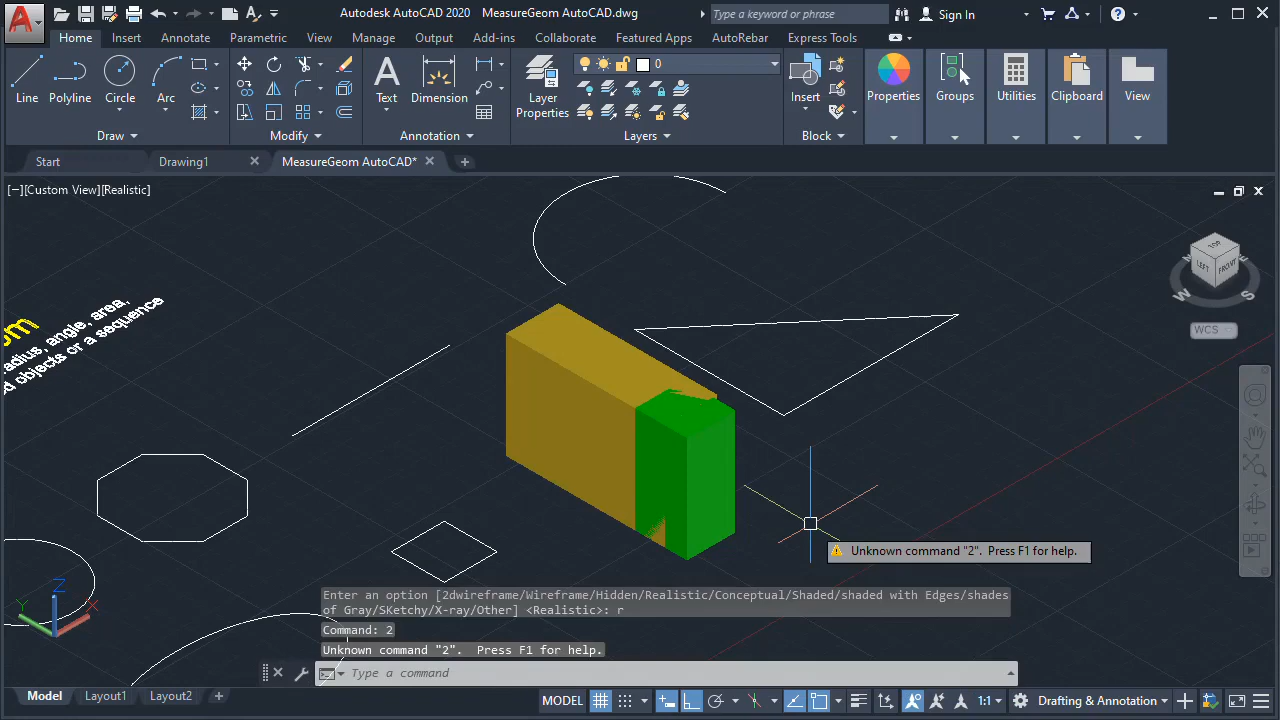 Autodesk AutoCAD 2020 MeasureGeom AutoCAD.dwg
Type a keyword or phrase
Sign In
Home Insert Annotate Parametric View Manage Output Add-ins Collaborate Featured Apps AutoRebar Express Tools
Line Polyline Circle Arc
Text Dimension
Layer Properties
0
Insert
Properties Groups Utilities Clipboard View
Draw Modify Annotation Layers Block
Start Drawing1 MeasureGeom AutoCAD*
[−][Custom View][Realistic]
TOP
LEFT FRONT
W S
WCS
om
radius, angle, area,
d objects or a sequence
Unknown command "2". Press F1 for help.
Z
Y X
Enter an option [2dwireframe/Wireframe/Hidden/Realistic/Conceptual/Shaded/shaded with Edges/shades
of Gray/SKetchy/X-ray/Other] <Realistic>: r
Command: 2
Unknown command "2". Press F1 for help.
Type a command
Model Layout1 Layout2
MODEL 1:1 Drafting & Annotation